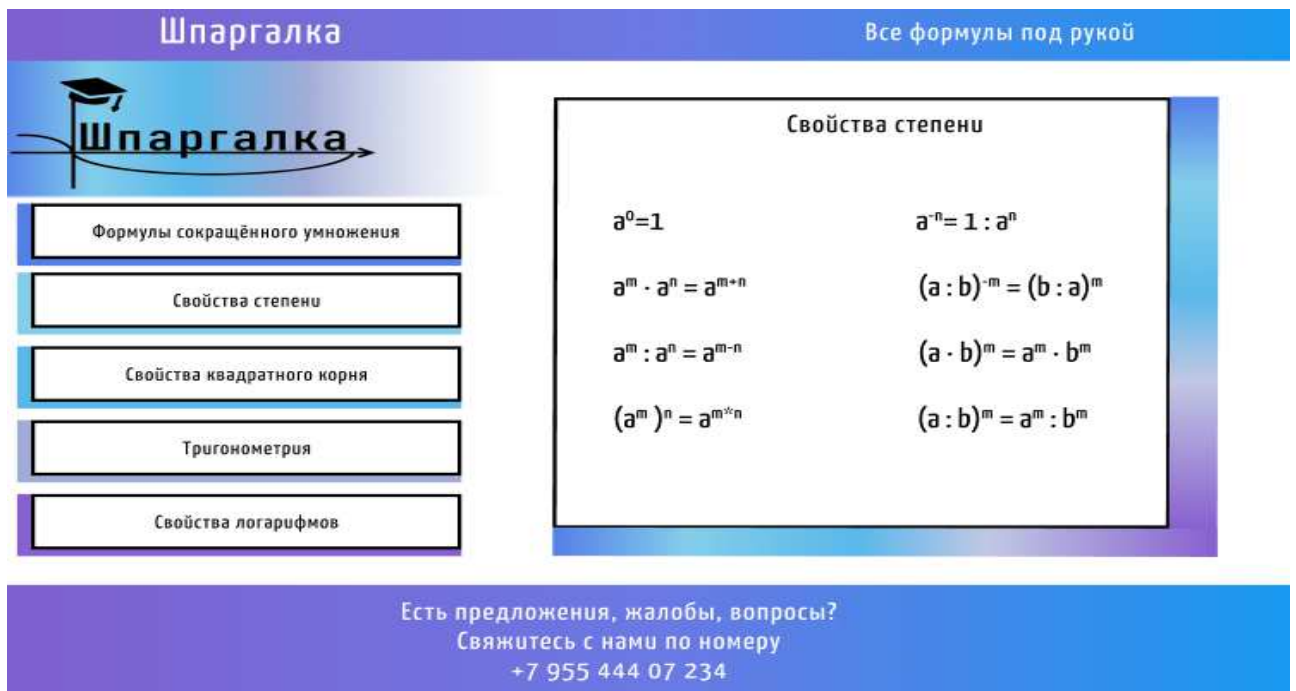 Шпаргалка
Все формулы под рукой
Шпаргалка
Формулы сокращённого умножения
Свойства степени
Свойства квадратного корня
Тригонометрия
Свойства логарифмов
Свойства степени
a⁰=1
a⁻ⁿ= 1 : aⁿ
aᵐ · aⁿ = aᵐ⁺ⁿ
(a : b)⁻ᵐ = (b : a)ᵐ
aᵐ : aⁿ = aᵐ⁻ⁿ
(a · b)ᵐ = aᵐ · bᵐ
(aᵐ )ⁿ = aᵐ*ⁿ
(a : b)ᵐ = aᵐ : bᵐ
Есть предложения, жалобы, вопросы?
Свяжитесь с нами по номеру
+7 955 444 07 234